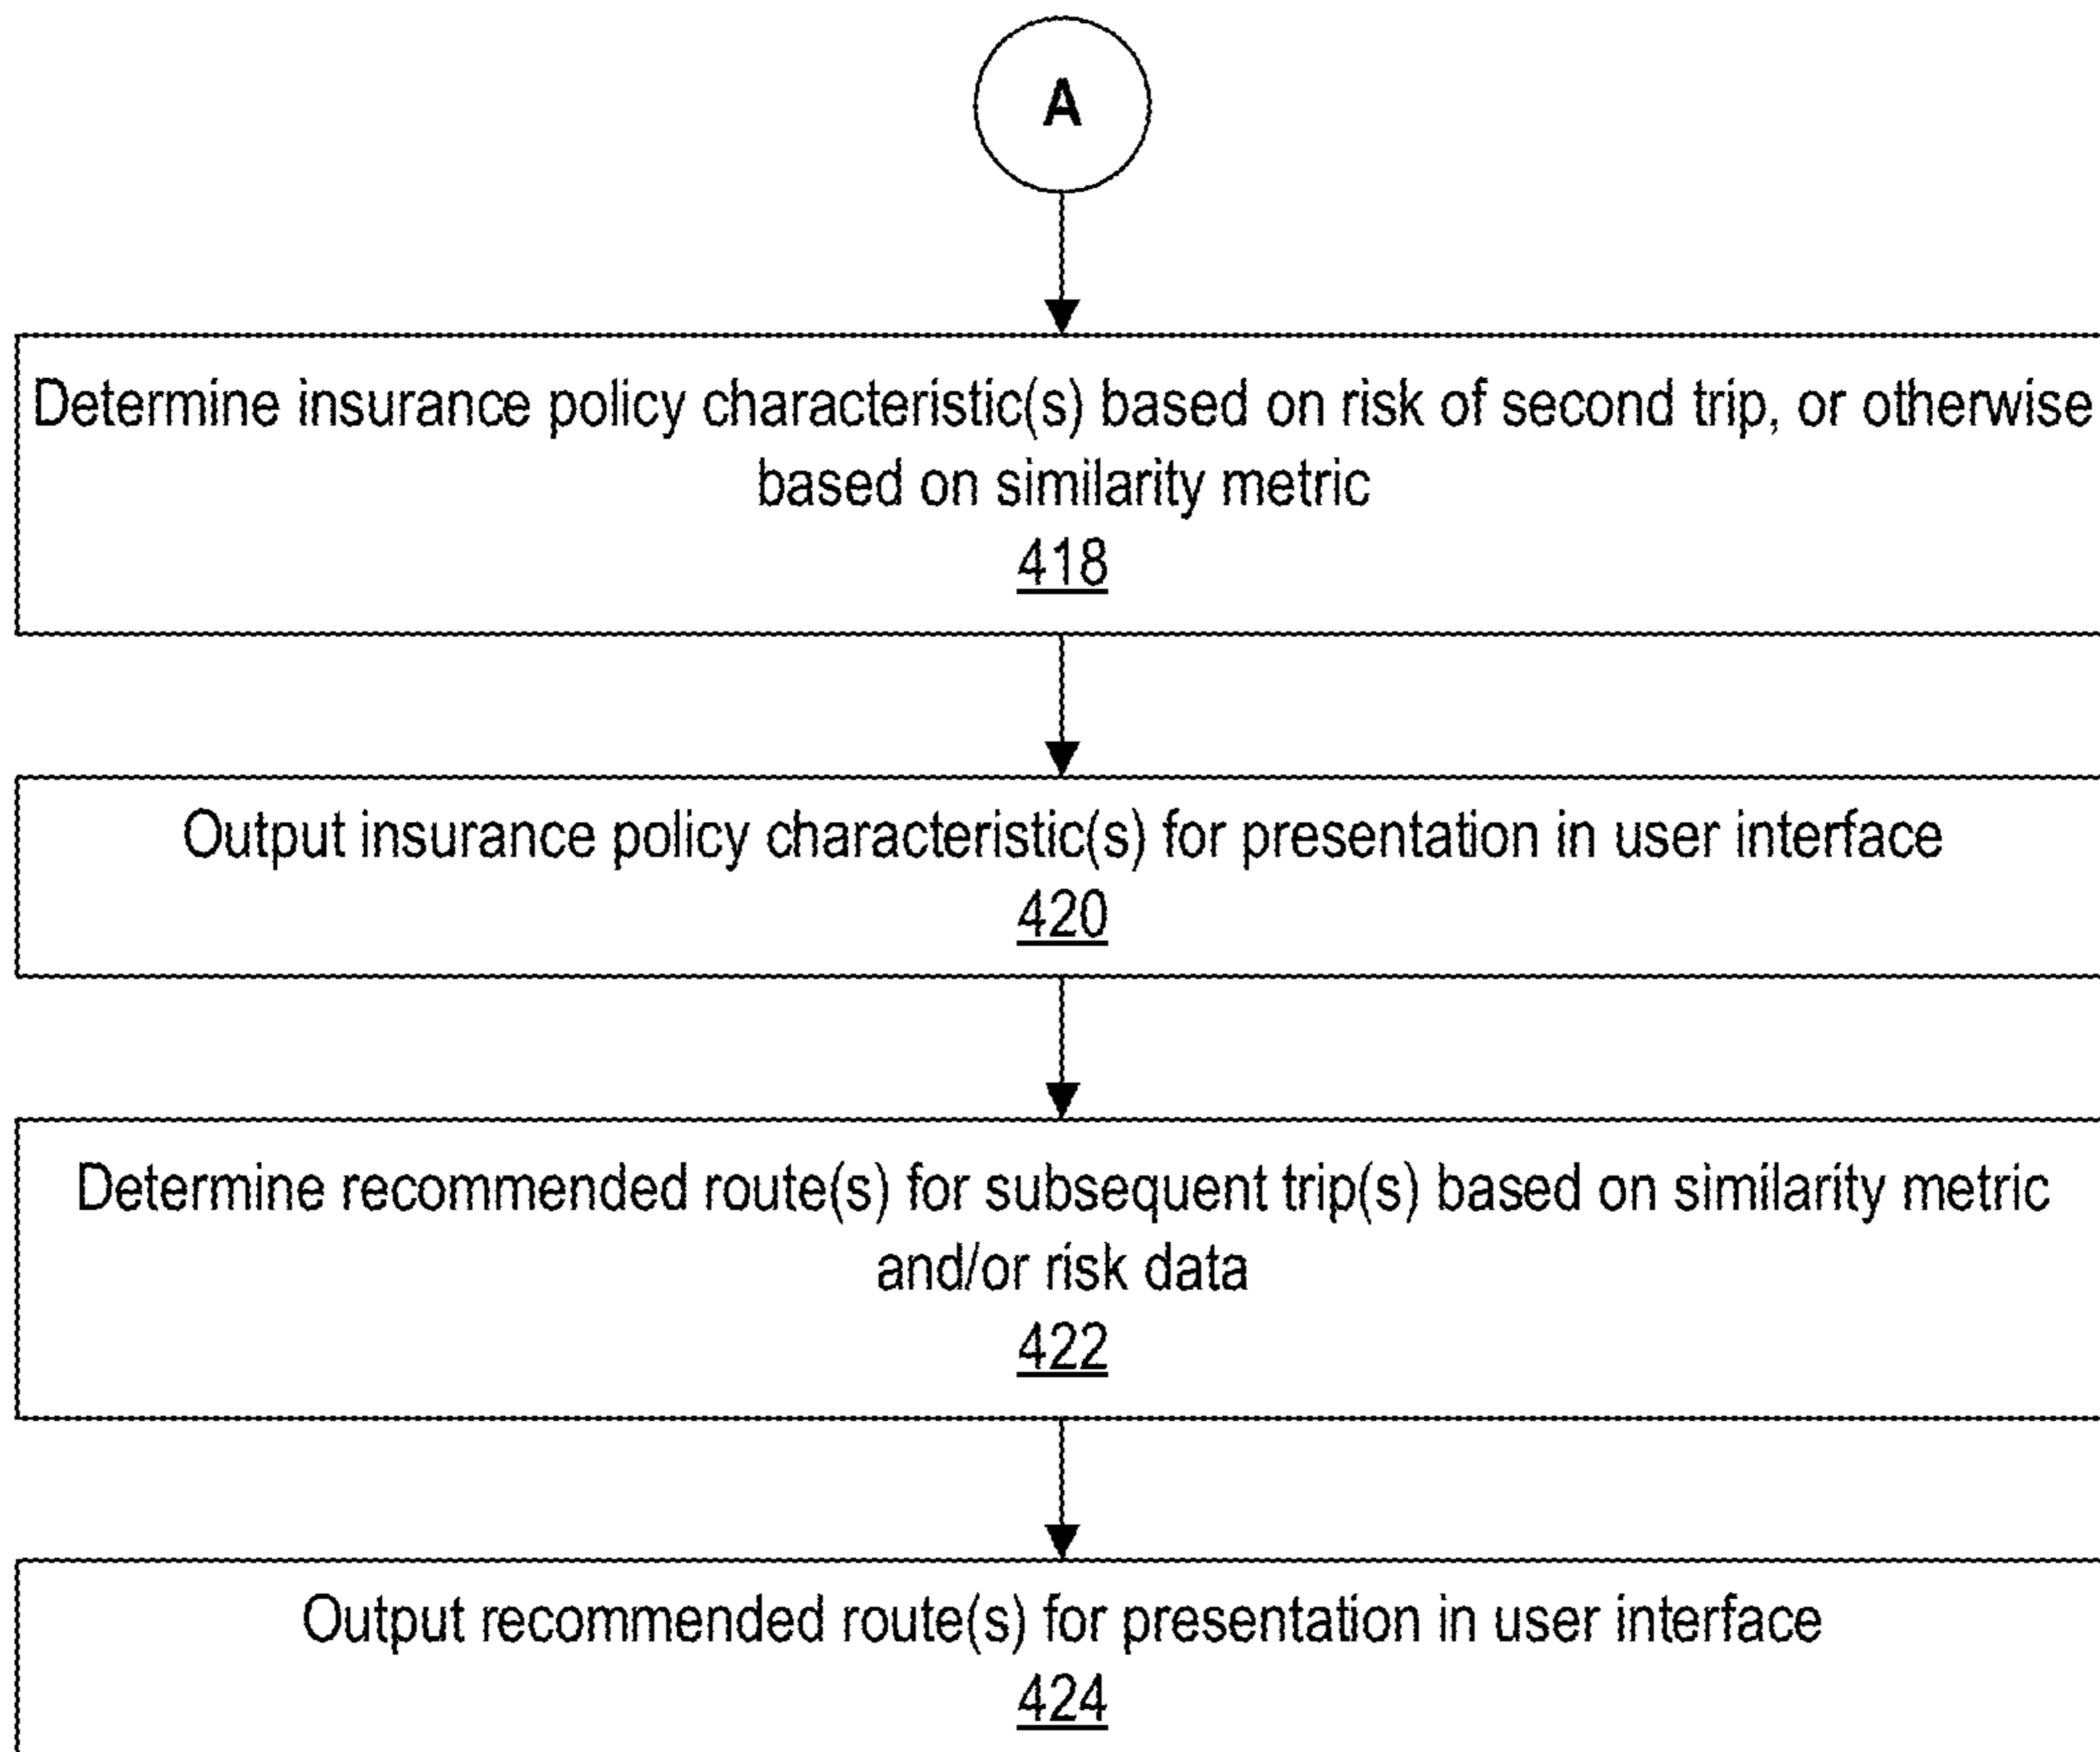 A
Determine insurance policy characteristic(s) based on risk of second trip, or otherwise
based on similarity metric
418
Output insurance policy characteristic(s) for presentation in user interface
420
Determine recommended route(s) for subsequent trip(s) based on similarity metric
and/or risk data
422
Output recommended route(s) for presentation in user interface
424